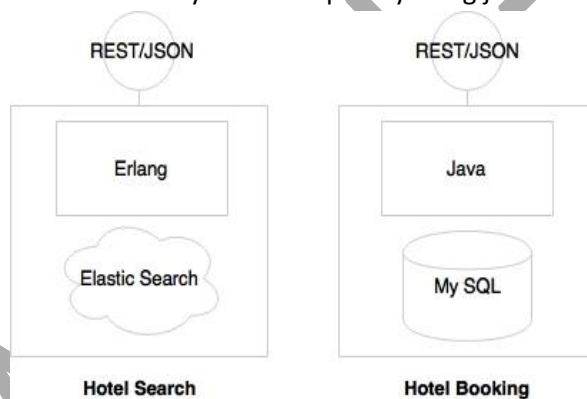 REST/JSON
Erlang
Elastic Search
Hotel Search
REST/JSON
Java
My SQL
Hotel Booking